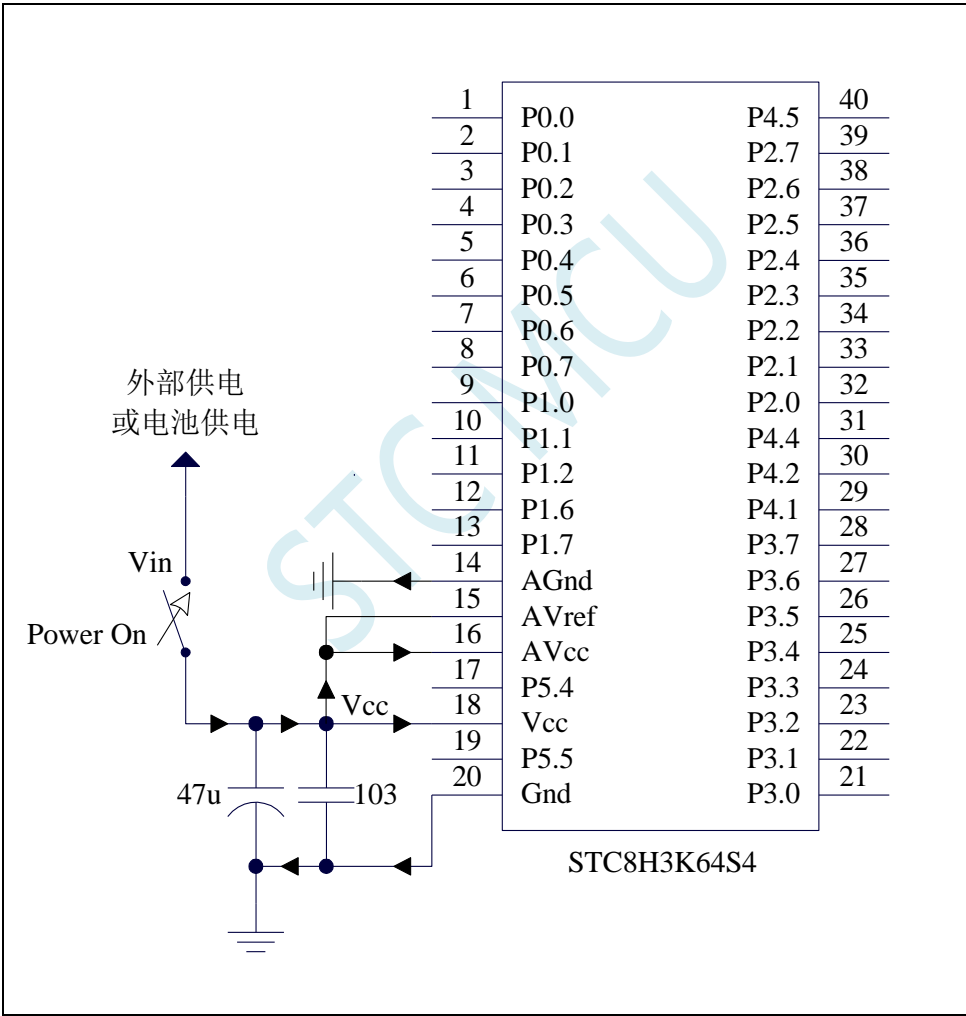 1 P0.0 P4.5 40
2 P0.1 P2.7 39
3 P0.2 P2.6 38
4 P0.3 P2.5 37
5 P0.4 P2.4 36
6 P0.5 P2.3 35
7 P0.6 P2.2 34
8 P0.7 P2.1 33
9 P1.0 P2.0 32
10 P1.1 P4.4 31
11 P1.2 P4.2 30
12 P1.6 P4.1 29
13 P1.7 P3.7 28
14 AGnd P3.6 27
15 AVref P3.5 26
16 AVcc P3.4 25
17 P5.4 P3.3 24
18 Vcc P3.2 23
19 P5.5 P3.1 22
20 Gnd P3.0 21
STC8H3K64S4
外部供电
或电池供电
Vin
Power On
Vcc
47u
103
STC MCU